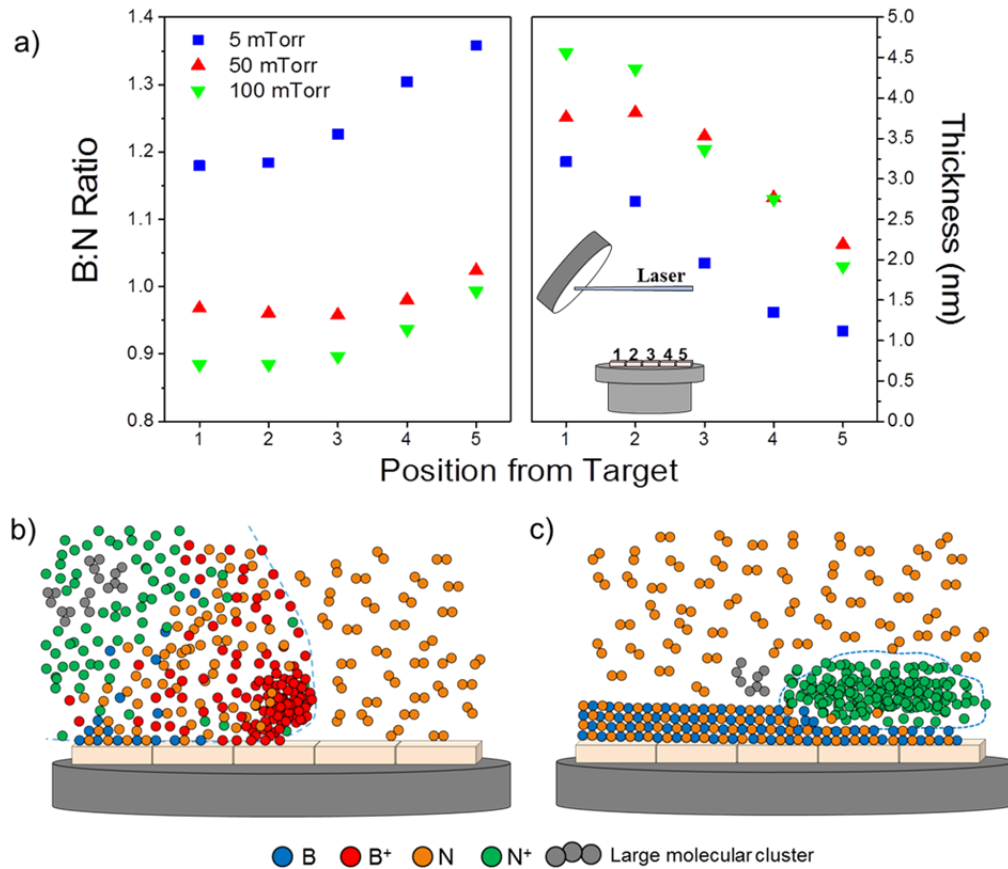 a)
B:N Ratio
1.4
1.3
1.2
1.1
1.0
0.9
0.8
5 mTorr
50 mTorr
100 mTorr
1 2 3 4 5
Laser
1 2 3 4 5
1 2 3 4 5
5.0
4.5
4.0
3.5
3.0
2.5
2.0
1.5
1.0
0.5
0.0
Thickness (nm)
Position from Target
b)
c)
B B+ N N+ Large molecular cluster